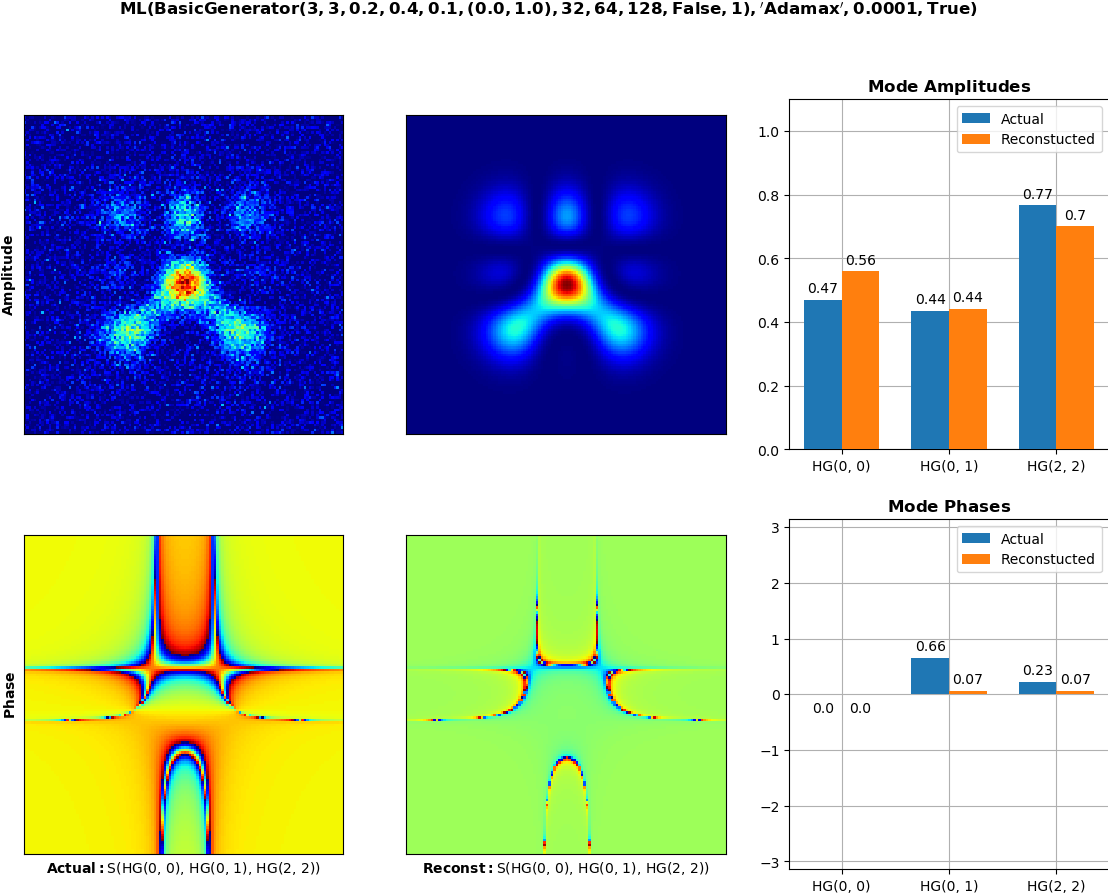 ML(BasicGenerator(3, 3, 0.2, 0.4, 0.1, (0.0, 1.0), 32, 64, 128, False, 1), ′Adamax′, 0.0001, True)
Amplitude
Mode Amplitudes
Actual
Reconstucted
1.0
0.8
0.6
0.4
0.2
0.0
0.47
0.56
0.44
0.44
0.77
0.7
HG(0, 0)
HG(0, 1)
HG(2, 2)
Phase
Actual: S(HG(0, 0), HG(0, 1), HG(2, 2))
Reconst: S(HG(0, 0), HG(0, 1), HG(2, 2))
Mode Phases
Actual
Reconstucted
3
2
1
0
−1
−2
−3
0.0
0.0
0.66
0.07
0.23
0.07
HG(0, 0)
HG(0, 1)
HG(2, 2)